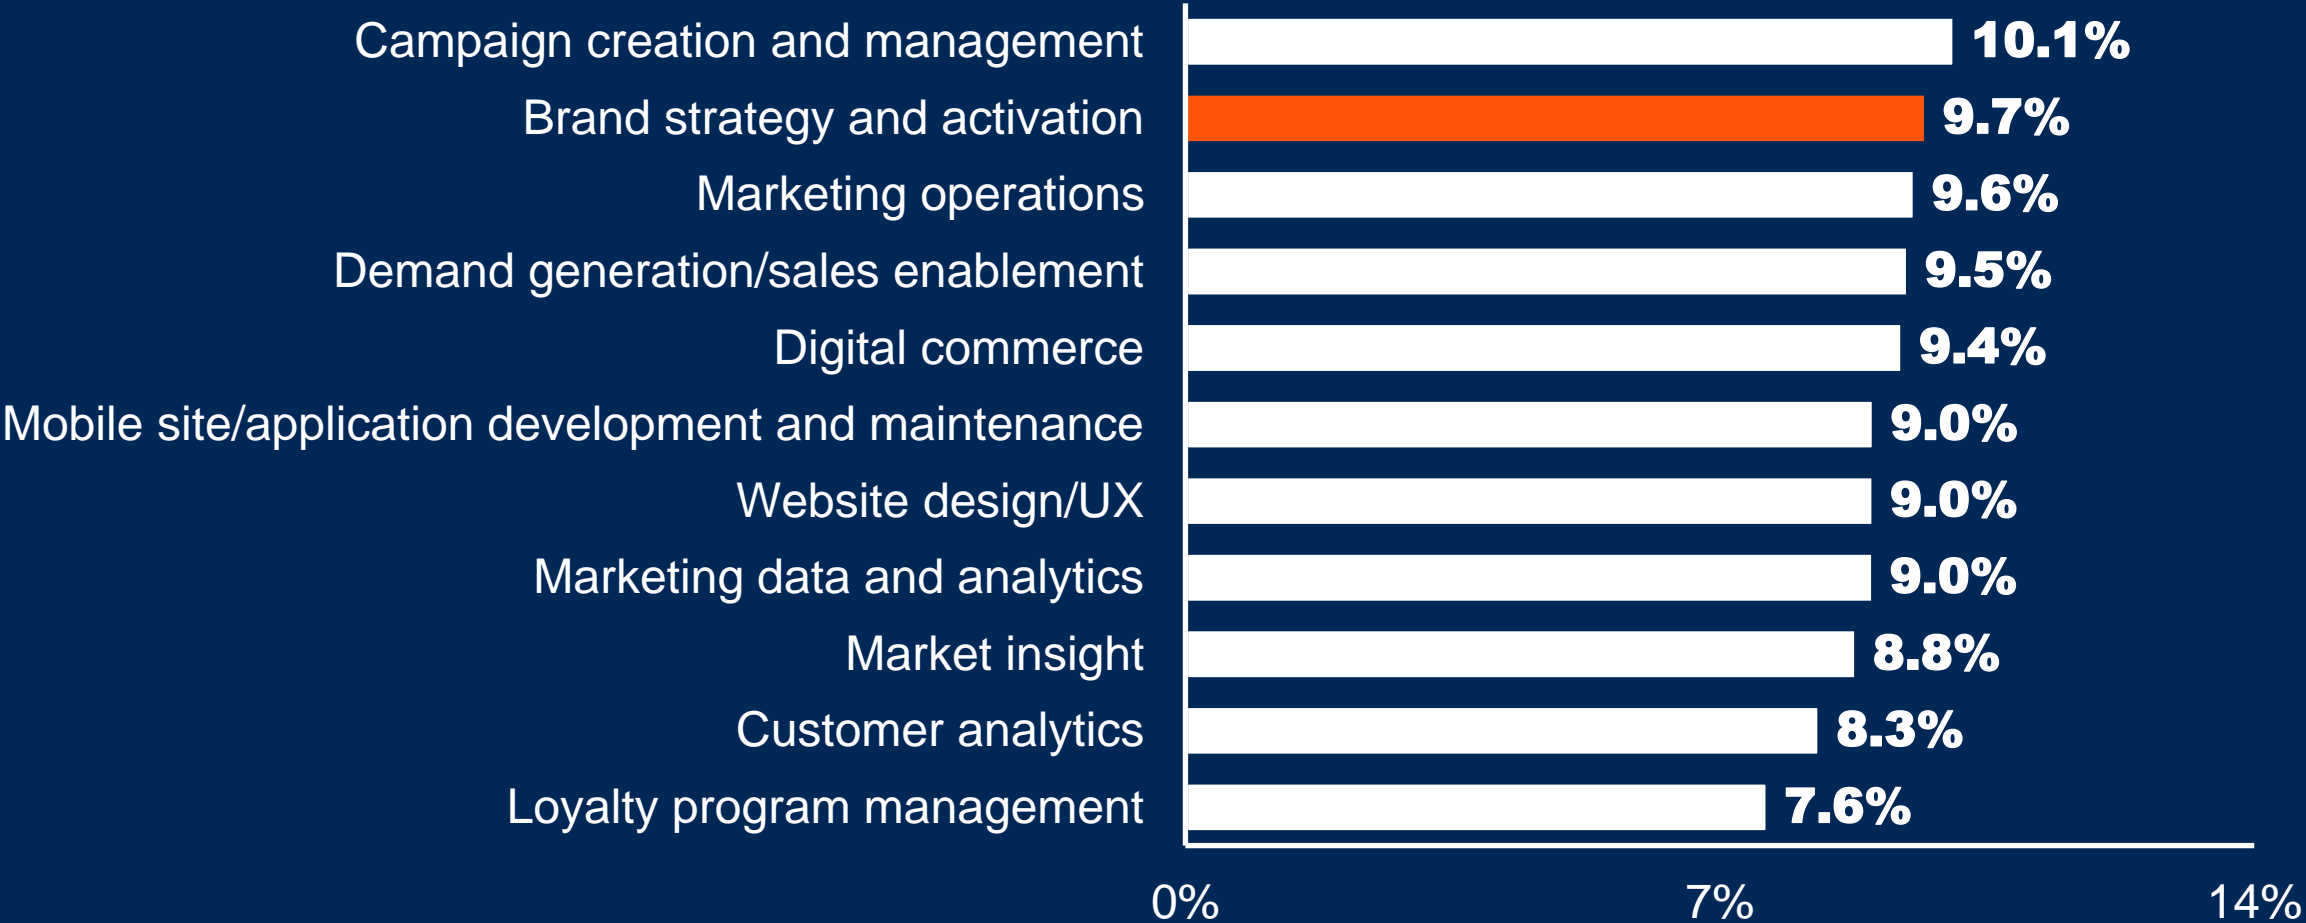 Campaign creation and management 10.1%
Brand strategy and activation 9.7%
Marketing operations 9.6%
Demand generation/sales enablement 9.5%
Digital commerce 9.4%
Mobile site/application development and maintenance 9.0%
Website design/UX 9.0%
Marketing data and analytics 9.0%
Market insight 8.8%
Customer analytics 8.3%
Loyalty program management 7.6%
0% 7% 14%